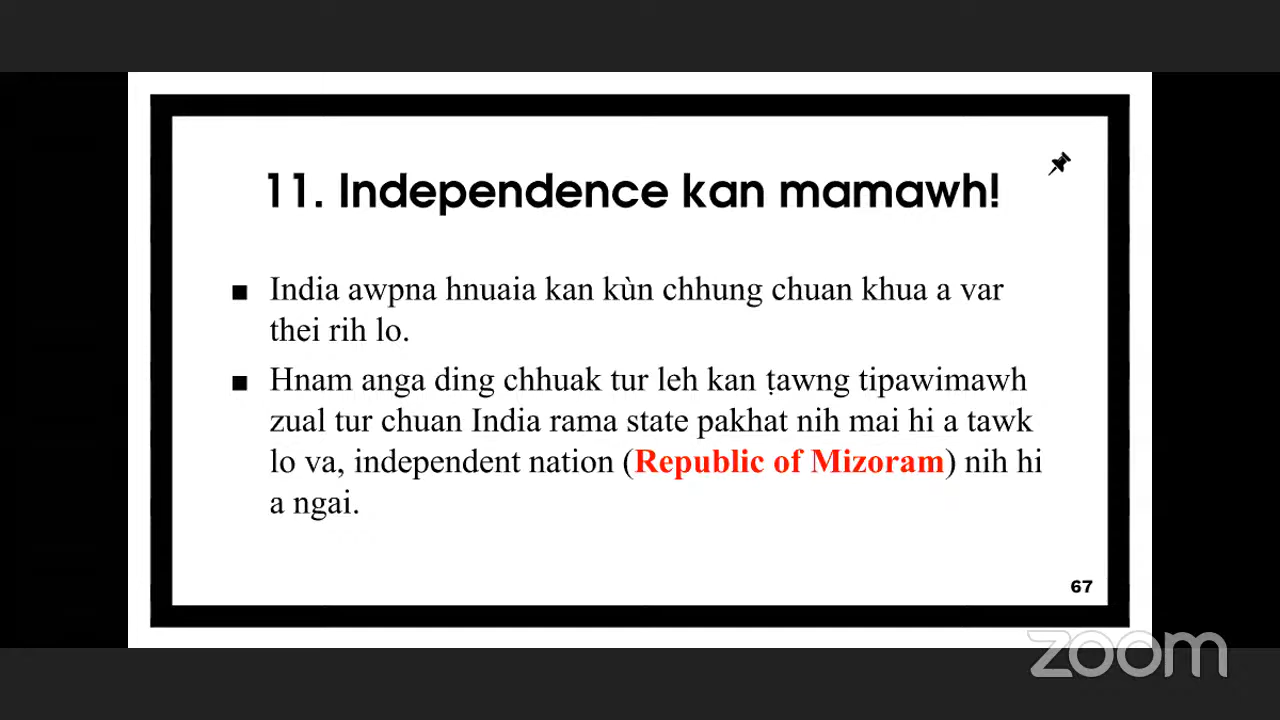 11. Independence kan mamawh!
■ India awpna hnuaia kan kùn chhung chuan khua a var
thei rih lo.
■ Hnam anga ding chhuak tur leh kan ṭawng tipawimawh
zual tur chuan India rama state pakhat nih mai hi a tawk
lo va, independent nation (Republic of Mizoram) nih hi
a ngai.
67
zoom